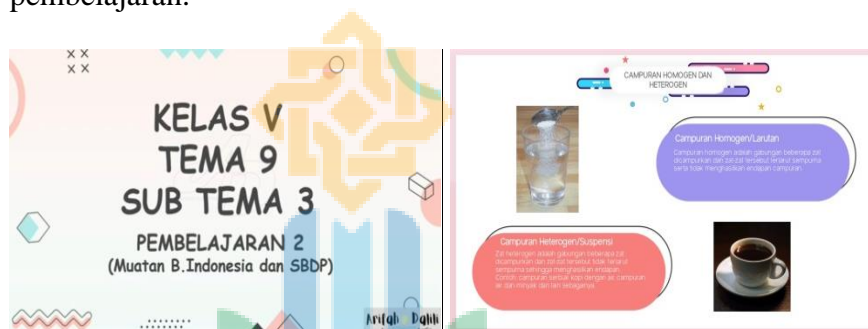 pembelajaran.
KELAS V
TEMA 9
SUB TEMA 3
PEMBELAJARAN 2
(Muatan B.Indonesia dan SBDP)
Arifah Dalili
CAMPURAN HOMOGEN DAN
HETEROGEN
Campuran Homogen/Larutan
Campuran homogen adalah gabungan beberapa zat
dicampurkan dan zat-zat tersebut terlarut sempurna
serta tidak menghasilkan endapan campuran.
Campuran Heterogen/Suspensi
Zat heterogen adalah gabungan beberapa zat
dicampurkan dan zat-zat tersebut tidak terlarut
sempurna sehingga menghasilkan endapan.
Contoh: campuran serbuk kopi dengan air campuran
air dan minyak dan lain sebagainya